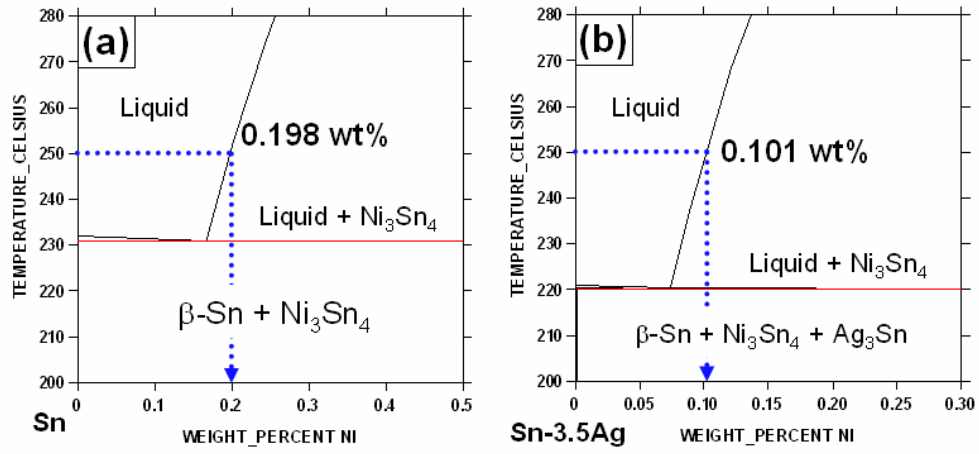 (a)
280
270
260
250
240
230
220
210
200
TEMPERATURE_CELSIUS
Liquid
0.198 wt%
Liquid + Ni₃Sn₄
β-Sn + Ni₃Sn₄
0 0.1 0.2 0.3 0.4 0.5
Sn
WEIGHT_PERCENT NI
(b)
280
270
260
250
240
230
220
210
200
TEMPERATURE_CELSIUS
Liquid
0.101 wt%
Liquid + Ni₃Sn₄
β-Sn + Ni₃Sn₄ + Ag₃Sn
0 0.05 0.10 0.15 0.20 0.25 0.30
Sn-3.5Ag
WEIGHT_PERCENT NI